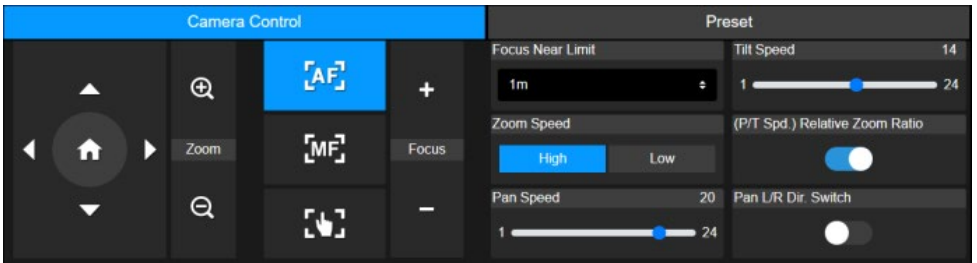 Camera Control
Preset
Zoom
AF
MF
Focus
Focus Near Limit
1m
Zoom Speed
High Low
Pan Speed 20
1 24
Tilt Speed 14
1 24
(P/T Spd.) Relative Zoom Ratio
Pan L/R Dir. Switch